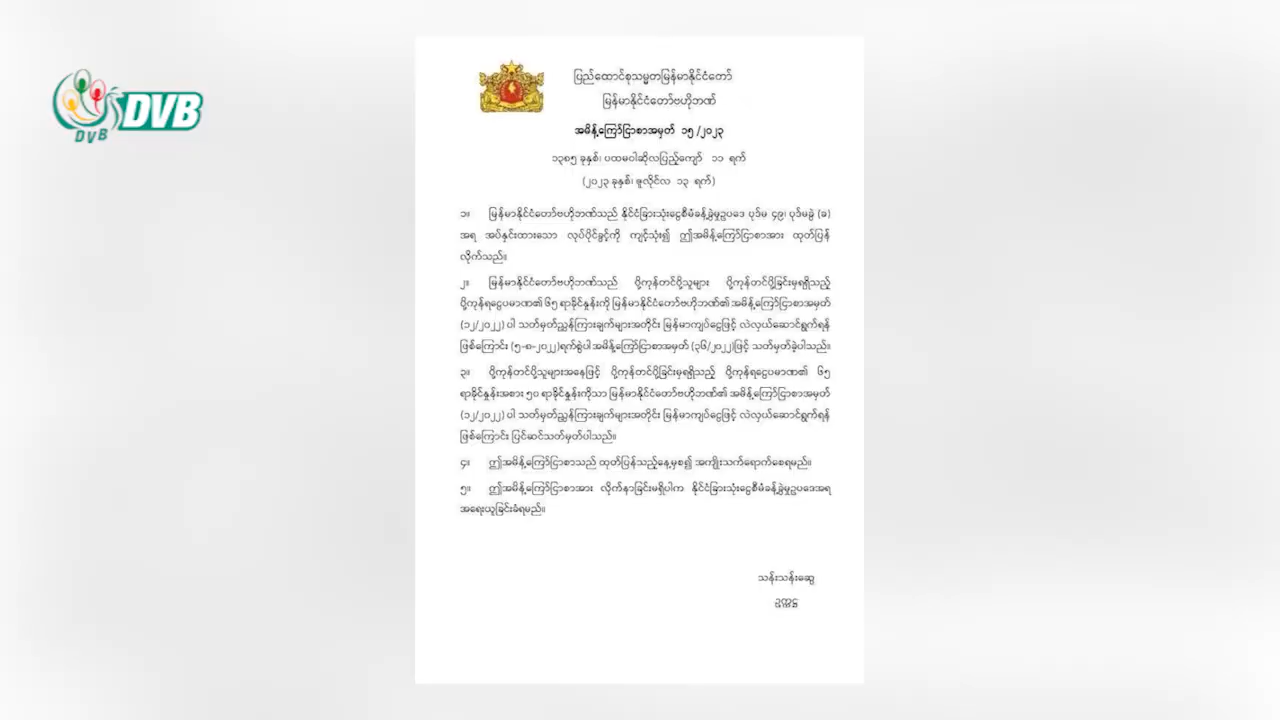 DVB
DVB
ပြည်ထောင်စုသမ္မတမြန်မာနိုင်ငံတော်
မြန်မာနိုင်ငံတော်ဗဟိုဘဏ်
အမိန့်ကြော်ငြာစာအမှတ် ၁၅/၂၀၂၃
၁၃၈၅ ခုနှစ်၊ ပထမဝါဆိုလပြည့်ကျော် ၁၁ ရက်
(၂၀၂၃ ခုနှစ်၊ ဇူလိုင်လ ၁၃ ရက်)
၁။ မြန်မာနိုင်ငံတော်ဗဟိုဘဏ်သည် နိုင်ငံခြားသုံးငွေစီမံခန့်ခွဲမှုဥပဒေ ပုဒ်မ ၄၉၊ ပုဒ်မခွဲ (ခ)
အရ အပ်နှင်းထားသော လုပ်ပိုင်ခွင့်ကို ကျင့်သုံး၍ ဤအမိန့်ကြော်ငြာစာအား ထုတ်ပြန်
လိုက်သည်။
၂။ မြန်မာနိုင်ငံတော်ဗဟိုဘဏ်သည် ပို့ကုန်တင်ပို့သူများ ပို့ကုန်တင်ပို့ခြင်းမှရရှိသည့်
ပို့ကုန်ရငွေပမာဏ၏ ၆၅ ရာခိုင်နှုန်းကို မြန်မာနိုင်ငံတော်ဗဟိုဘဏ်၏ အမိန့်ကြော်ငြာစာအမှတ်
(၁၂/၂၀၂၂) ပါ သတ်မှတ်ညွှန်ကြားချက်များအတိုင်း မြန်မာကျပ်ငွေဖြင့် လဲလှယ်ဆောင်ရွက်ရန်
ဖြစ်ကြောင်း (၅-၈-၂၀၂၂)ရက်စွဲပါ အမိန့်ကြော်ငြာစာအမှတ် (၃၆/၂၀၂၂)ဖြင့် သတ်မှတ်ခဲ့ပါသည်။
၃။ ပို့ကုန်တင်ပို့သူများအနေဖြင့် ပို့ကုန်တင်ပို့ခြင်းမှရရှိသည့် ပို့ကုန်ရငွေပမာဏ၏ ၆၅
ရာခိုင်နှုန်းအစား ၅၀ ရာခိုင်နှုန်းကိုသာ မြန်မာနိုင်ငံတော်ဗဟိုဘဏ်၏ အမိန့်ကြော်ငြာစာအမှတ်
(၁၂/၂၀၂၂) ပါ သတ်မှတ်ညွှန်ကြားချက်များအတိုင်း မြန်မာကျပ်ငွေဖြင့် လဲလှယ်ဆောင်ရွက်ရန်
ဖြစ်ကြောင်း ပြင်ဆင်သတ်မှတ်ပါသည်။
၄။ ဤအမိန့်ကြော်ငြာစာသည် ထုတ်ပြန်သည့်နေ့မှစ၍ အကျိုးသက်ရောက်စေရမည်။
၅။ ဤအမိန့်ကြော်ငြာစာအား လိုက်နာခြင်းမရှိပါက နိုင်ငံခြားသုံးငွေစီမံခန့်ခွဲမှုဥပဒေအရ
အရေးယူခြင်းခံရမည်။
သန်းသန်းဆွေ
ဥက္ကဋ္ဌ